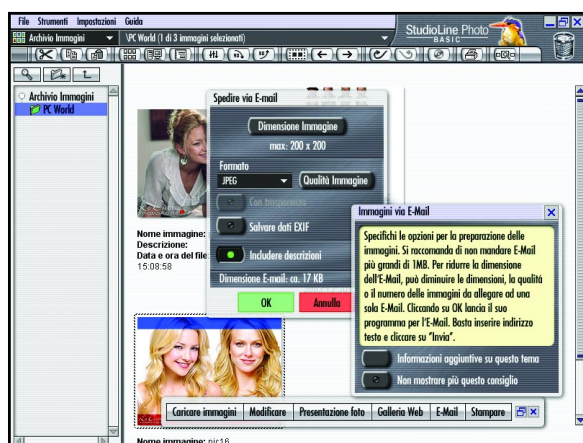 File Strumenti Impostazioni Guida
Archivio Immagini
\PC World (1 di 3 immagini selezionati)
StudioLine Photo
BASIC
Archivio Immagini
PC World
Spedire via E-mail
Dimensione Immagine
max: 200 x 200
Formato
JPEG
Qualità Immagine
Con trasparenza
Salvare dati EXIF
Includere descrizioni
Dimensione E-mail: ca. 17 KB
OK
Annulla
Nome immagine:
Descrizione:
Data e ora del file:
15:08:58
Immagini via E-Mail
Specifichi le opzioni per la preparazione delle
immagini. Si raccomanda di non mandare E-Mail
più grandi di 1MB. Per ridurre la dimensione
dell'E-Mail, può diminuire le dimensioni, la qualità
o il numero delle immagini da allegare ad una
sola E-Mail. Cliccando su OK lancia il suo
programma per l'E-Mail. Basta inserire indirizzo
testo e cliccare su "Invia".
Informazioni aggiuntive su questo tema
Non mostrare più questo consiglio
Caricare immagini Modificare Presentazione foto Galleria Web E-Mail Stampare
Nome immagine: pic16